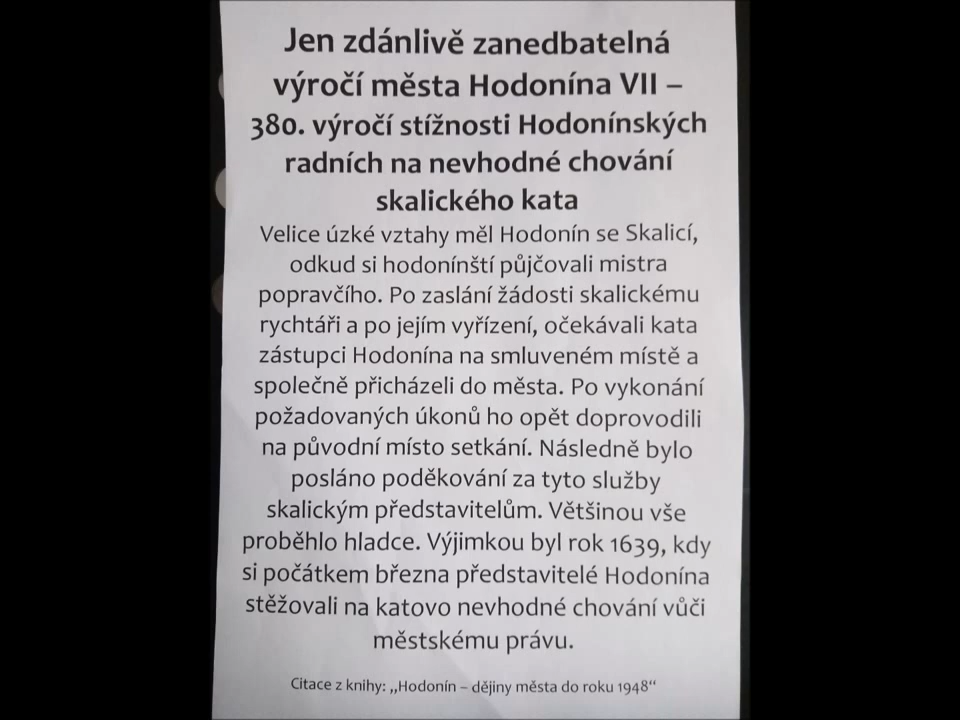 Jen zdánlivě zanedbatelná
výročí města Hodonína VII –
380. výročí stížnosti Hodonínských
radních na nevhodné chování
skalického kata
Velice úzké vztahy měl Hodonín se Skalicí,
odkud si hodonínští půjčovali mistra
popravčího. Po zaslání žádosti skalickému
rychtáři a po jejím vyřízení, očekávali kata
zástupci Hodonína na smluveném místě a
společně přicházeli do města. Po vykonání
požadovaných úkonů ho opět doprovodili
na původní místo setkání. Následně bylo
posláno poděkování za tyto služby
skalickým představitelům. Většinou vše
proběhlo hladce. Výjimkou byl rok 1639, kdy
si počátkem března představitelé Hodonína
stěžovali na katovo nevhodné chování vůči
městskému právu.
Citace z knihy: „Hodonín – dějiny města do roku 1948“